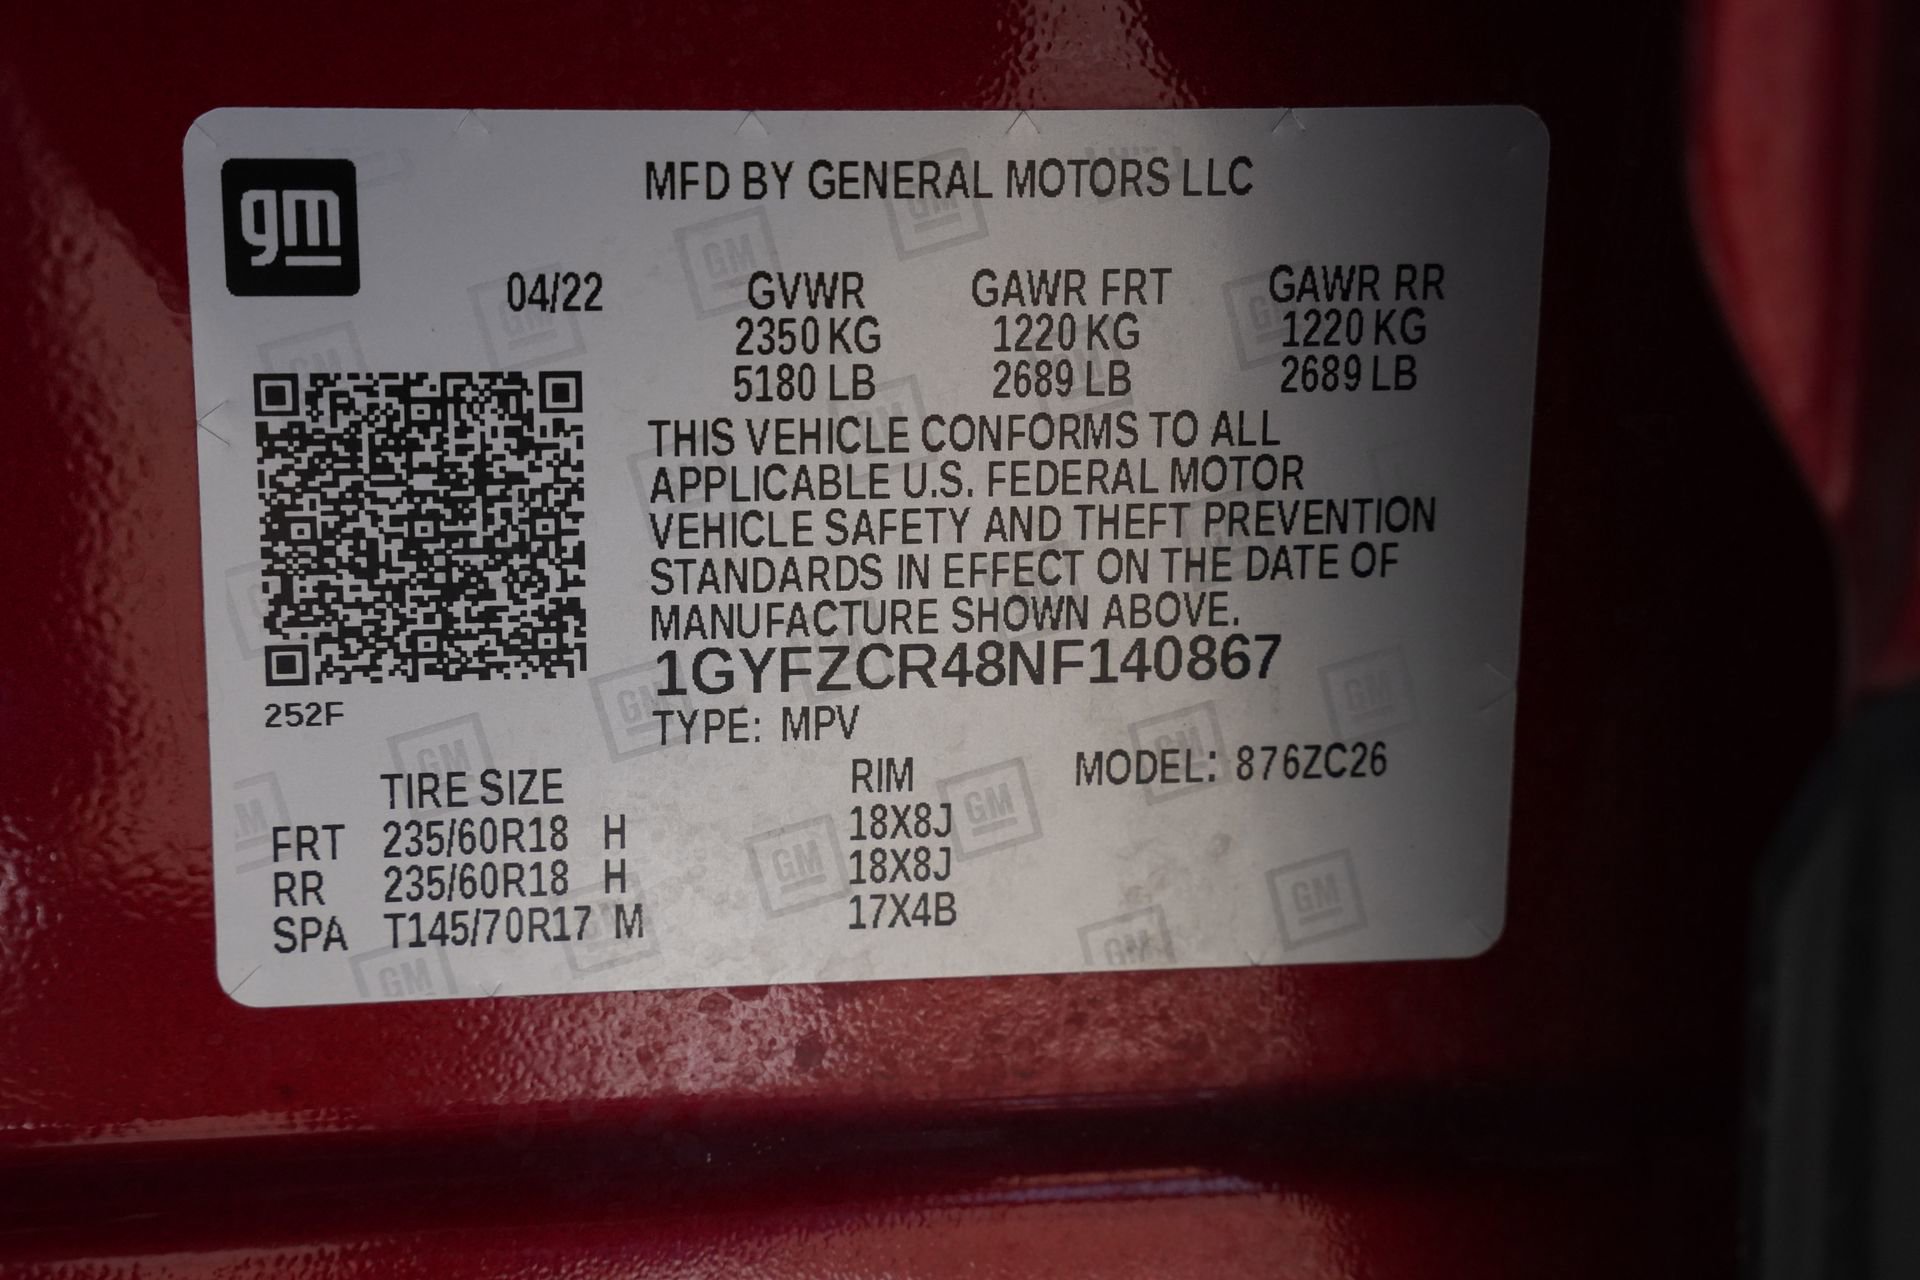 gm
MFD BY GENERAL MOTORS LLC
04/22 GVWR GAWR FRT GAWR RR
2350 KG 1220 KG 1220 KG
5180 LB 2689 LB 2689 LB
THIS VEHICLE CONFORMS TO ALL
APPLICABLE U.S. FEDERAL MOTOR
VEHICLE SAFETY AND THEFT PREVENTION
STANDARDS IN EFFECT ON THE DATE OF
MANUFACTURE SHOWN ABOVE.
1GYFZCR48NF140867
252F
TYPE: MPV
TIRE SIZE RIM MODEL: 876ZC26
FRT 235/60R18 H 18X8J
RR 235/60R18 H 18X8J
SPA T145/70R17 M 17X4B